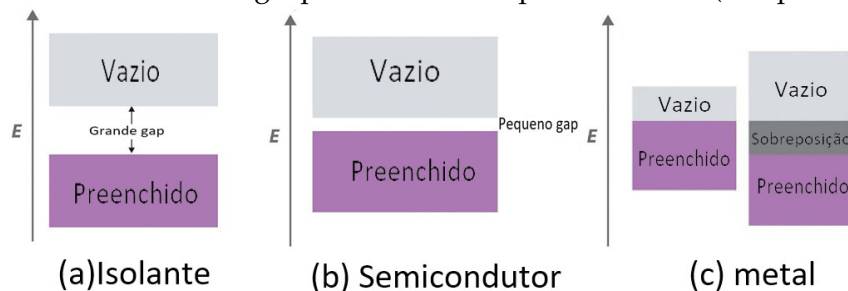 Vazio
E
Grande gap
Preenchido
(a)Isolante
Vazio
E
Pequeno gap
Preenchido
(b) Semicondutor
E
Vazio
Preenchido
Vazio
Sobreposição
Preenchido
(c) metal